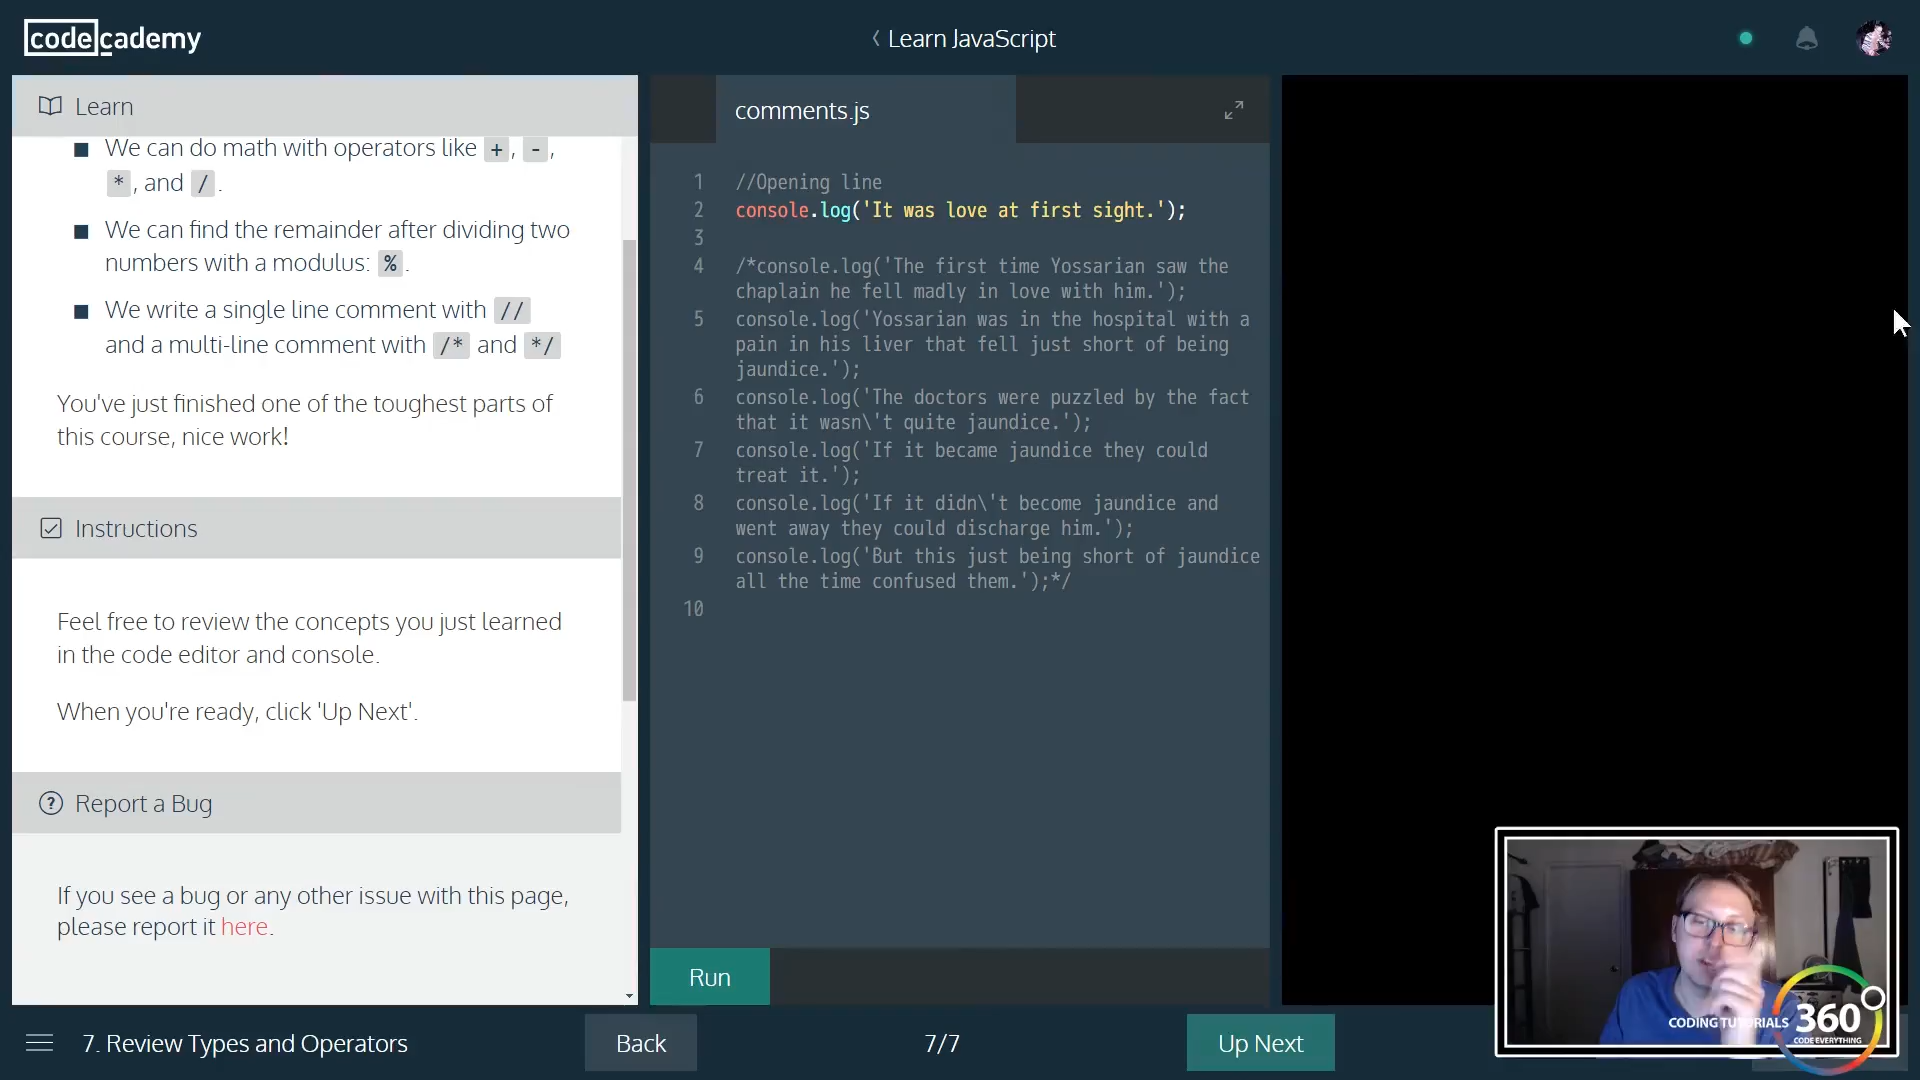 codecademy
Learn JavaScript
Learn
We can do math with operators like +, -,
*, and /.
We can find the remainder after dividing two
numbers with a modulus: %.
We write a single line comment with //
and a multi-line comment with /* and */
You've just finished one of the toughest parts of
this course, nice work!
Instructions
Feel free to review the concepts you just learned
in the code editor and console.
When you're ready, click 'Up Next'.
Report a Bug
If you see a bug or any other issue with this page,
please report it here.
comments.js
1 //Opening line
2 console.log('It was love at first sight.');
3
4 /*console.log('The first time Yossarian saw the
chaplain he fell madly in love with him.');
5 console.log('Yossarian was in the hospital with a
pain in his liver that fell just short of being
jaundice.');
6 console.log('The doctors were puzzled by the fact
that it wasn\'t quite jaundice.');
7 console.log('If it became jaundice they could
treat it.');
8 console.log('If it didn\'t become jaundice and
went away they could discharge him.');
9 console.log('But this just being short of jaundice
all the time confused them.');*/
10
Run
7. Review Types and Operators
Back
7/7
Up Next
CODING TUTORIALS 360
CODE EVERYTHING